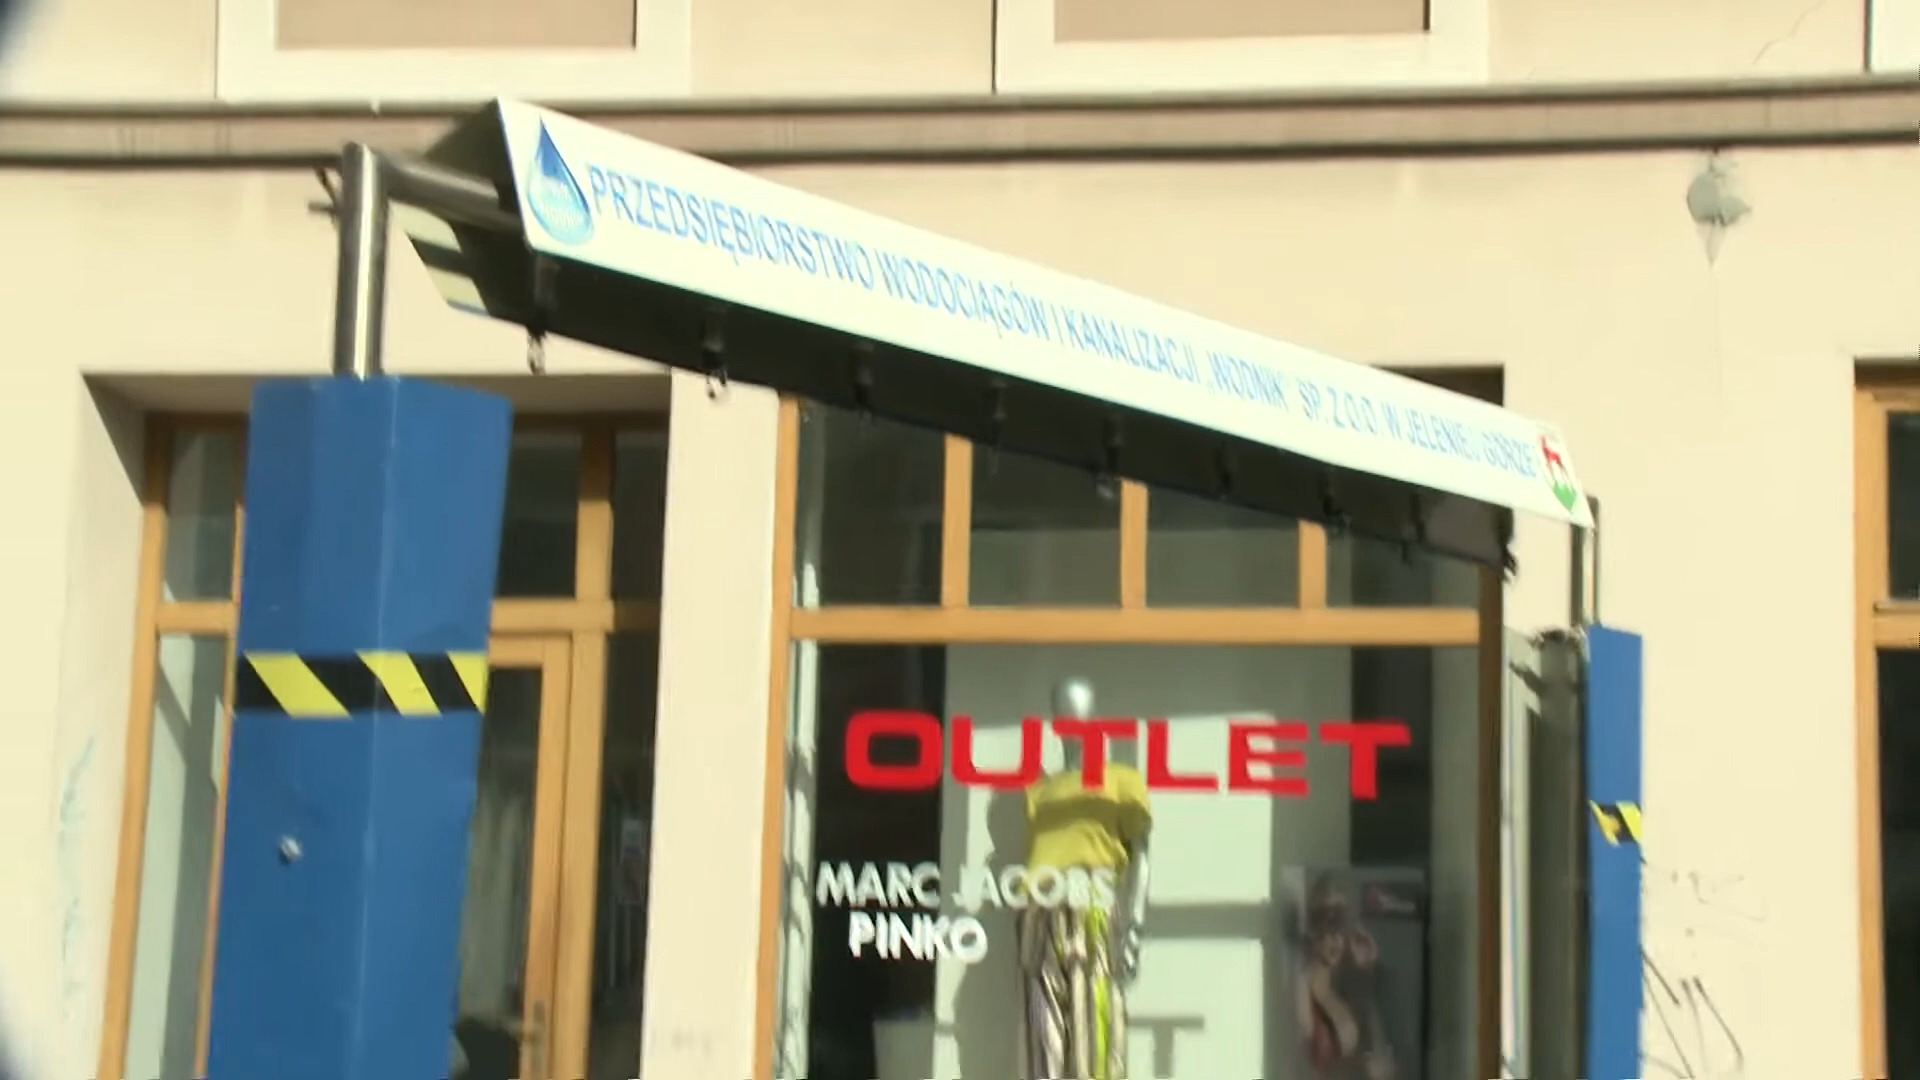 PRZEDSIĘBIORSTWO WODOCIĄGÓW I KANALIZACJI „WODNIK" SP. Z O.O. W JELENIEJ GÓRZE
OUTLET
MARC JACOBS
PINKO